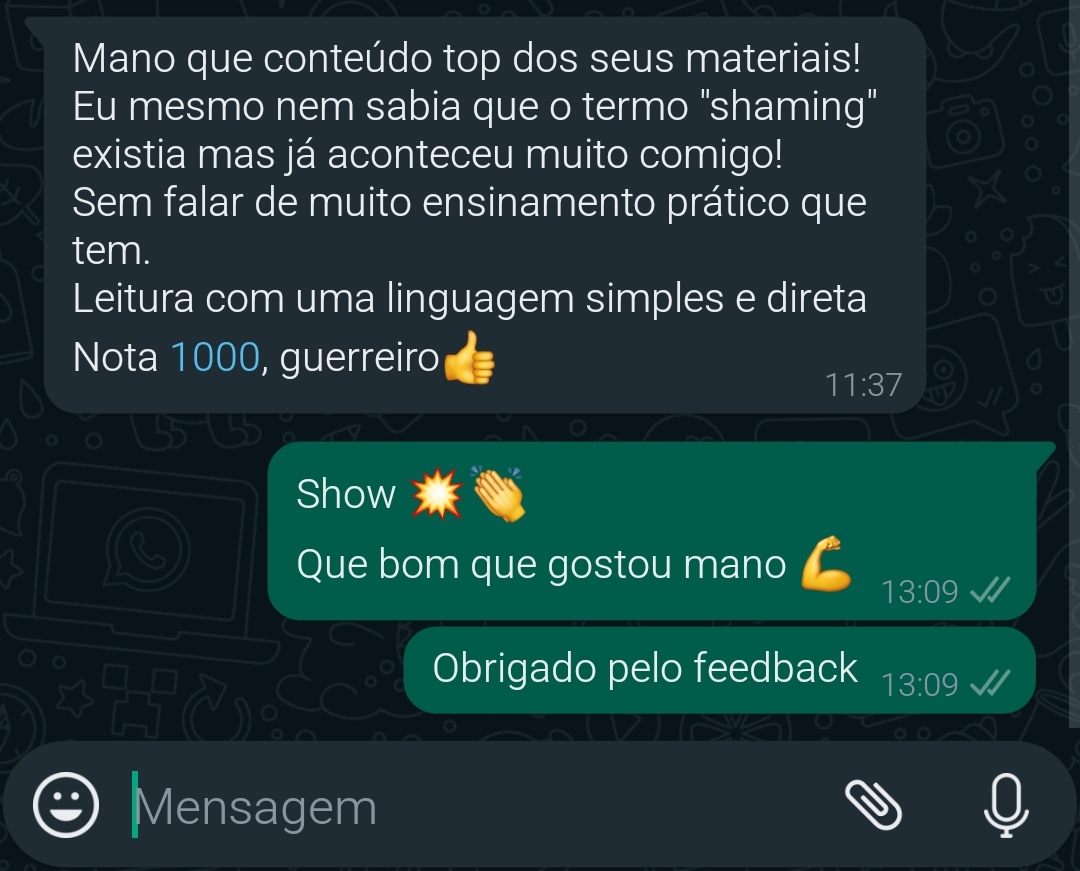 Mano que conteúdo top dos seus materiais!
Eu mesmo nem sabia que o termo "shaming"
existia mas já aconteceu muito comigo!
Sem falar de muito ensinamento prático que
tem.
Leitura com uma linguagem simples e direta
Nota 1000, guerreiro👍
11:37
Show 💥👏
Que bom que gostou mano 💪
13:09
Obrigado pelo feedback
13:09
Mensagem